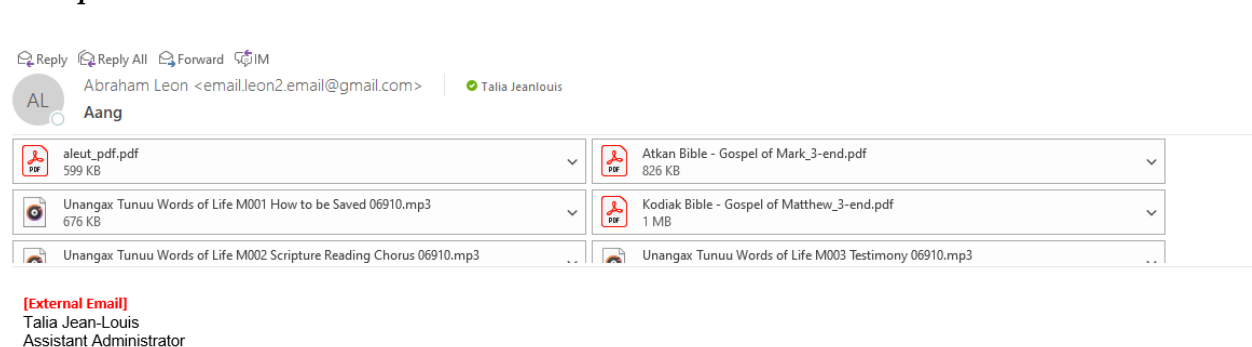 Reply Reply All Forward IM
AL
Abraham Leon <email.leon2.email@gmail.com> Talia Jeanlouis
Aang
PDF aleut_pdf.pdf
599 KB
PDF Atkan Bible - Gospel of Mark_3-end.pdf
826 KB
Unangax Tunuu Words of Life M001 How to be Saved 06910.mp3
676 KB
PDF Kodiak Bible - Gospel of Matthew_3-end.pdf
1 MB
Unangax Tunuu Words of Life M002 Scripture Reading Chorus 06910.mp3
Unangax Tunuu Words of Life M003 Testimony 06910.mp3
[External Email]
Talia Jean-Louis
Assistant Administrator